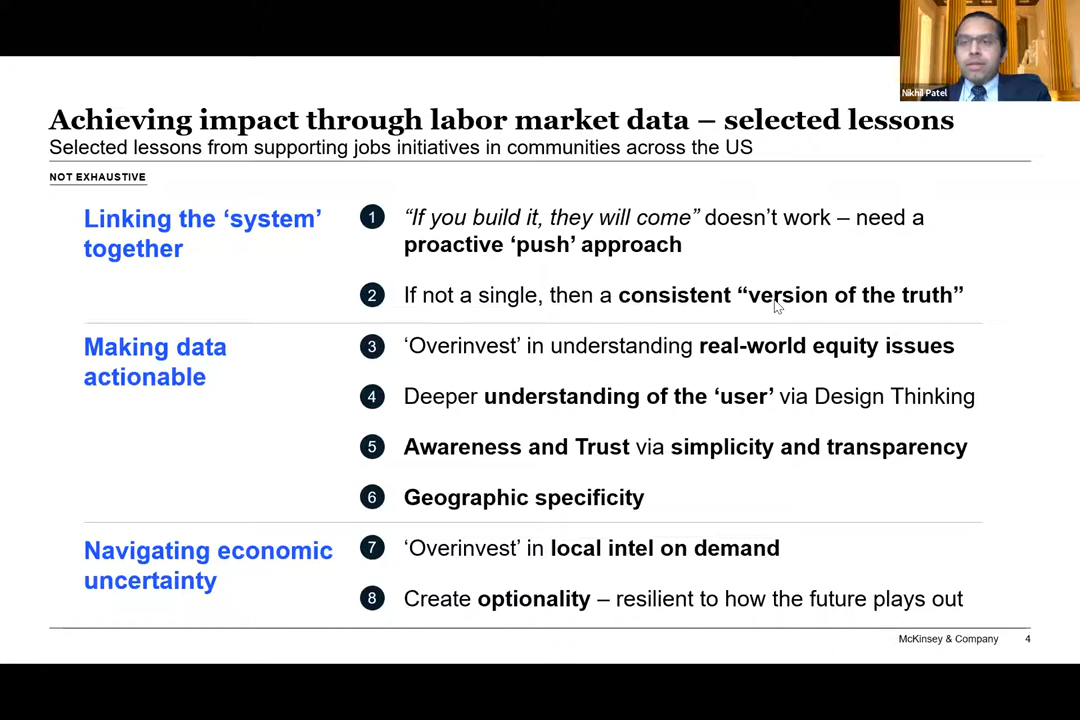 Nikhil Patel
Achieving impact through labor market data – selected lessons
Selected lessons from supporting jobs initiatives in communities across the US
NOT EXHAUSTIVE
Linking the ‘system’
together
1 “If you build it, they will come” doesn’t work – need a
proactive ‘push’ approach
2 If not a single, then a consistent “version of the truth”
Making data
actionable
3 ‘Overinvest’ in understanding real-world equity issues
4 Deeper understanding of the ‘user’ via Design Thinking
5 Awareness and Trust via simplicity and transparency
6 Geographic specificity
Navigating economic
uncertainty
7 ‘Overinvest’ in local intel on demand
8 Create optionality – resilient to how the future plays out
McKinsey & Company 4